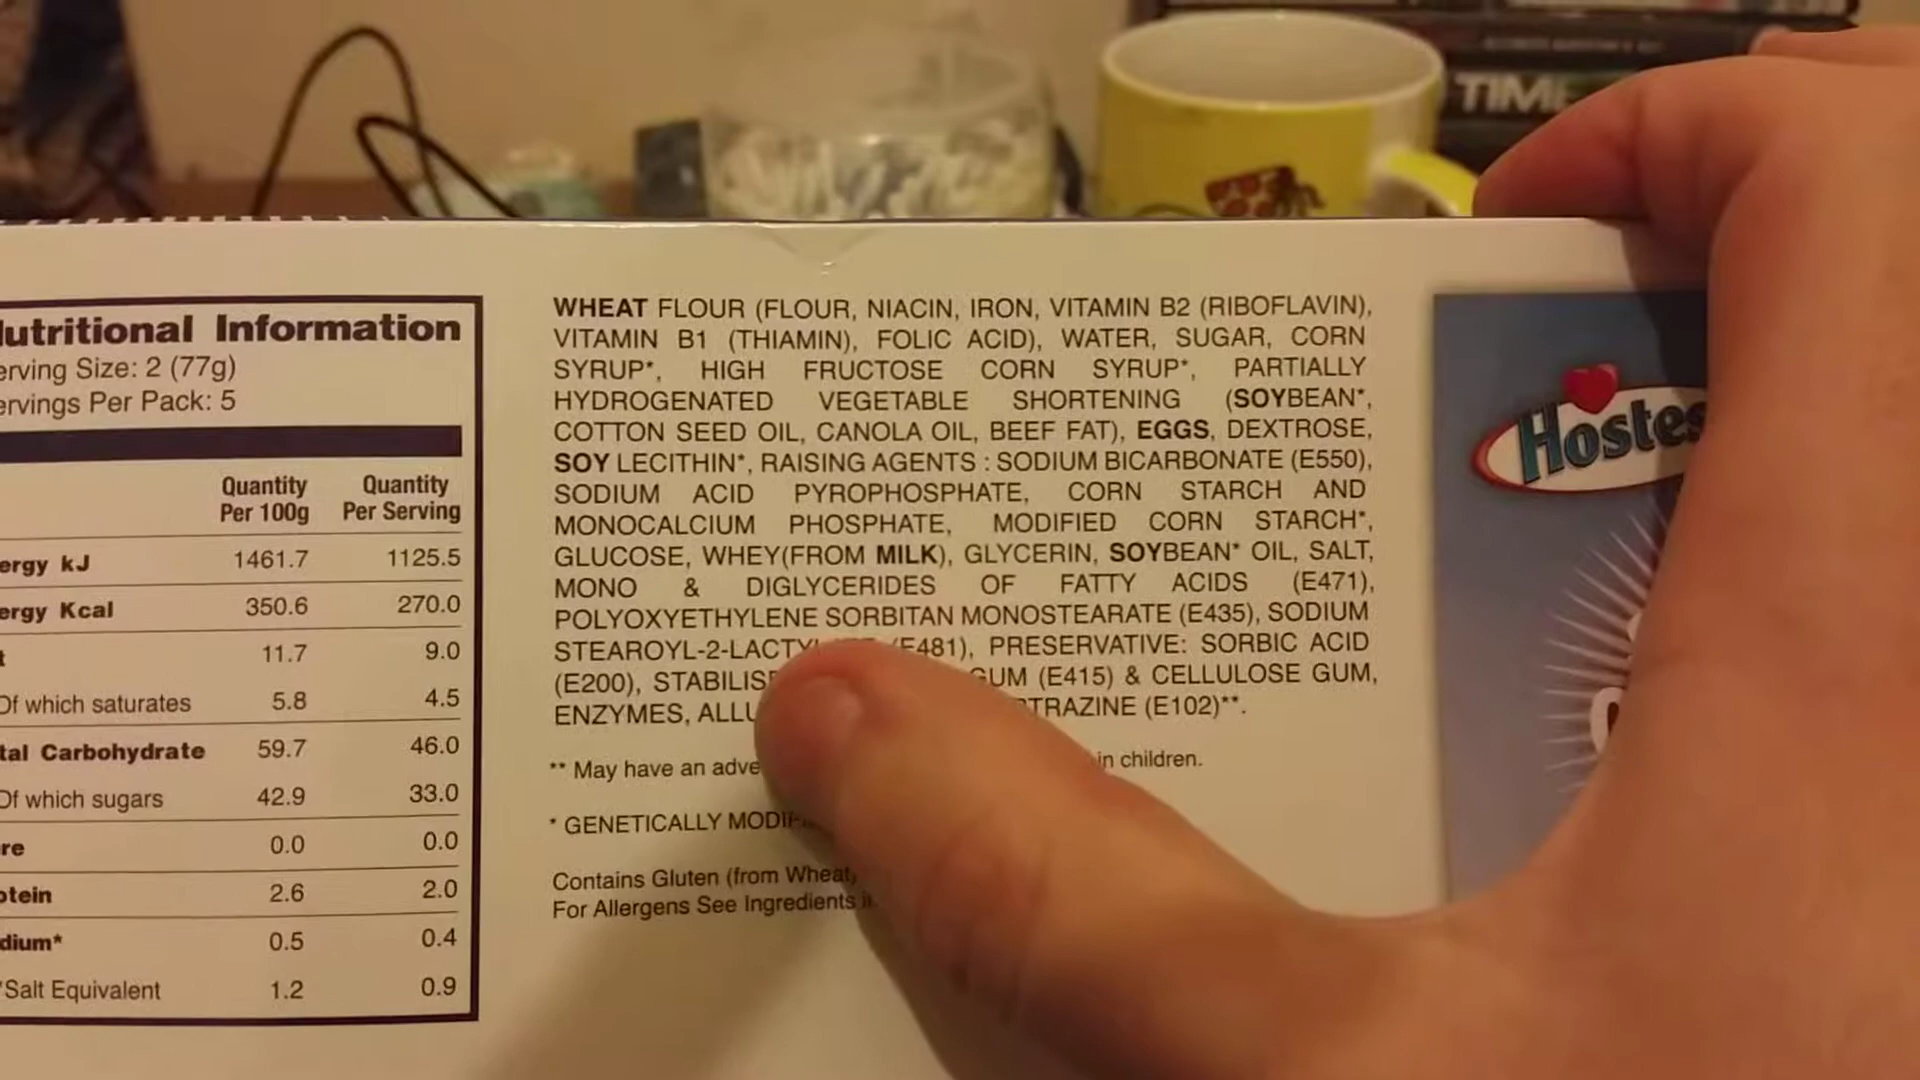 TIME
Nutritional Information
Serving Size: 2 (77g)
Servings Per Pack: 5
Quantity Per 100g
Quantity Per Serving
ergy kJ 1461.7 1125.5
ergy Kcal 350.6 270.0
t 11.7 9.0
Of which saturates 5.8 4.5
tal Carbohydrate 59.7 46.0
Of which sugars 42.9 33.0
re 0.0 0.0
otein 2.6 2.0
dium* 0.5 0.4
*Salt Equivalent 1.2 0.9
WHEAT FLOUR (FLOUR, NIACIN, IRON, VITAMIN B2 (RIBOFLAVIN),
VITAMIN B1 (THIAMIN), FOLIC ACID), WATER, SUGAR, CORN
SYRUP*, HIGH FRUCTOSE CORN SYRUP*, PARTIALLY
HYDROGENATED VEGETABLE SHORTENING (SOYBEAN*,
COTTON SEED OIL, CANOLA OIL, BEEF FAT), EGGS, DEXTROSE,
SOY LECITHIN*, RAISING AGENTS : SODIUM BICARBONATE (E550),
SODIUM ACID PYROPHOSPHATE, CORN STARCH AND
MONOCALCIUM PHOSPHATE, MODIFIED CORN STARCH*,
GLUCOSE, WHEY(FROM MILK), GLYCERIN, SOYBEAN* OIL, SALT,
MONO & DIGLYCERIDES OF FATTY ACIDS (E471),
POLYOXYETHYLENE SORBITAN MONOSTEARATE (E435), SODIUM
STEAROYL-2-LACTY (E481), PRESERVATIVE: SORBIC ACID
(E200), STABILISE GUM (E415) & CELLULOSE GUM,
ENZYMES, ALLU RTRAZINE (E102)**.
** May have an adve in children.
* GENETICALLY MODIF
Contains Gluten (from Wheat)
For Allergens See Ingredients i
Hostes